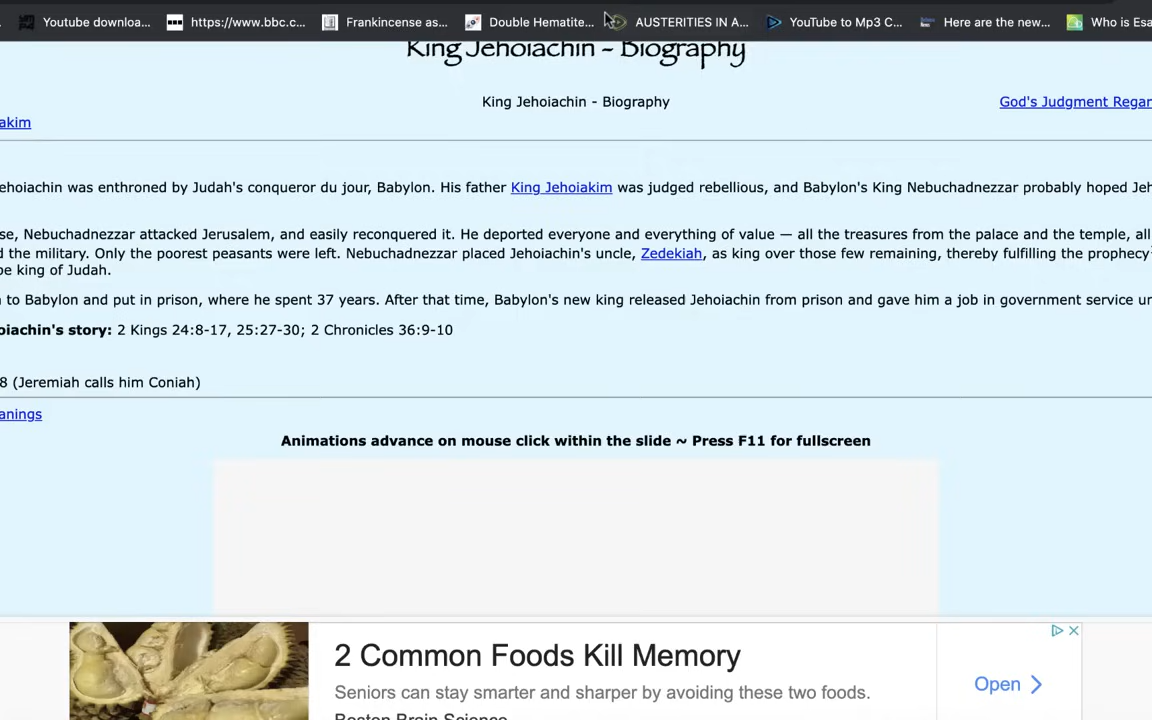 Youtube downloa... https://www.bbc.c... Frankincense as... Double Hematite... AUSTERITIES IN A... YouTube to Mp3 C... Here are the new... Who is Esa
King Jehoiachin - Biography
King Jehoiachin - Biography God's Judgment Regar
akim
ehoiachin was enthroned by Judah's conqueror du jour, Babylon. His father King Jehoiakim was judged rebellious, and Babylon's King Nebuchadnezzar probably hoped Jeh
se, Nebuchadnezzar attacked Jerusalem, and easily reconquered it. He deported everyone and everything of value — all the treasures from the palace and the temple, all
d the military. Only the poorest peasants were left. Nebuchadnezzar placed Jehoiachin's uncle, Zedekiah, as king over those few remaining, thereby fulfilling the prophecy
be king of Judah.
n to Babylon and put in prison, where he spent 37 years. After that time, Babylon's new king released Jehoiachin from prison and gave him a job in government service un
oiachin's story: 2 Kings 24:8-17, 25:27-30; 2 Chronicles 36:9-10
8 (Jeremiah calls him Coniah)
anings
Animations advance on mouse click within the slide ~ Press F11 for fullscreen
2 Common Foods Kill Memory
Seniors can stay smarter and sharper by avoiding these two foods.
Open
Boston Brain Science